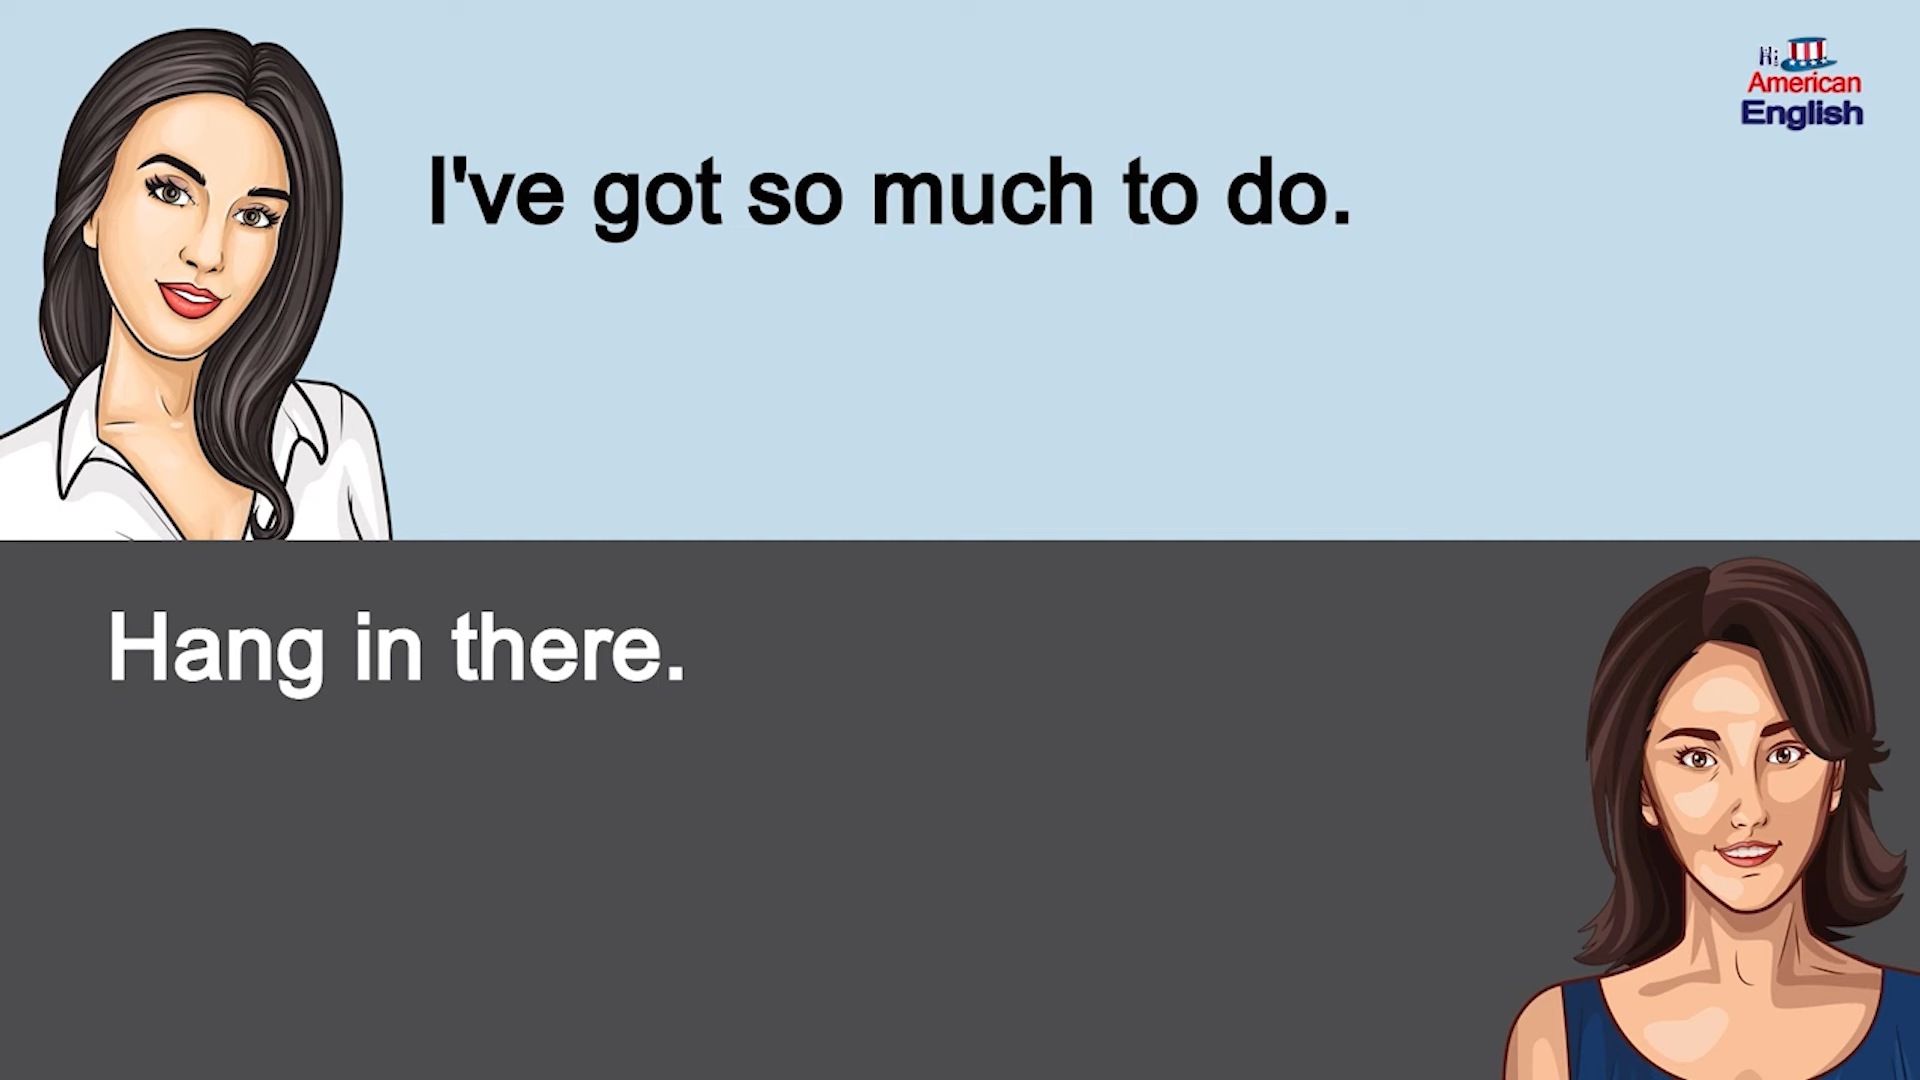 Hi
American
English
I've got so much to do.
Hang in there.